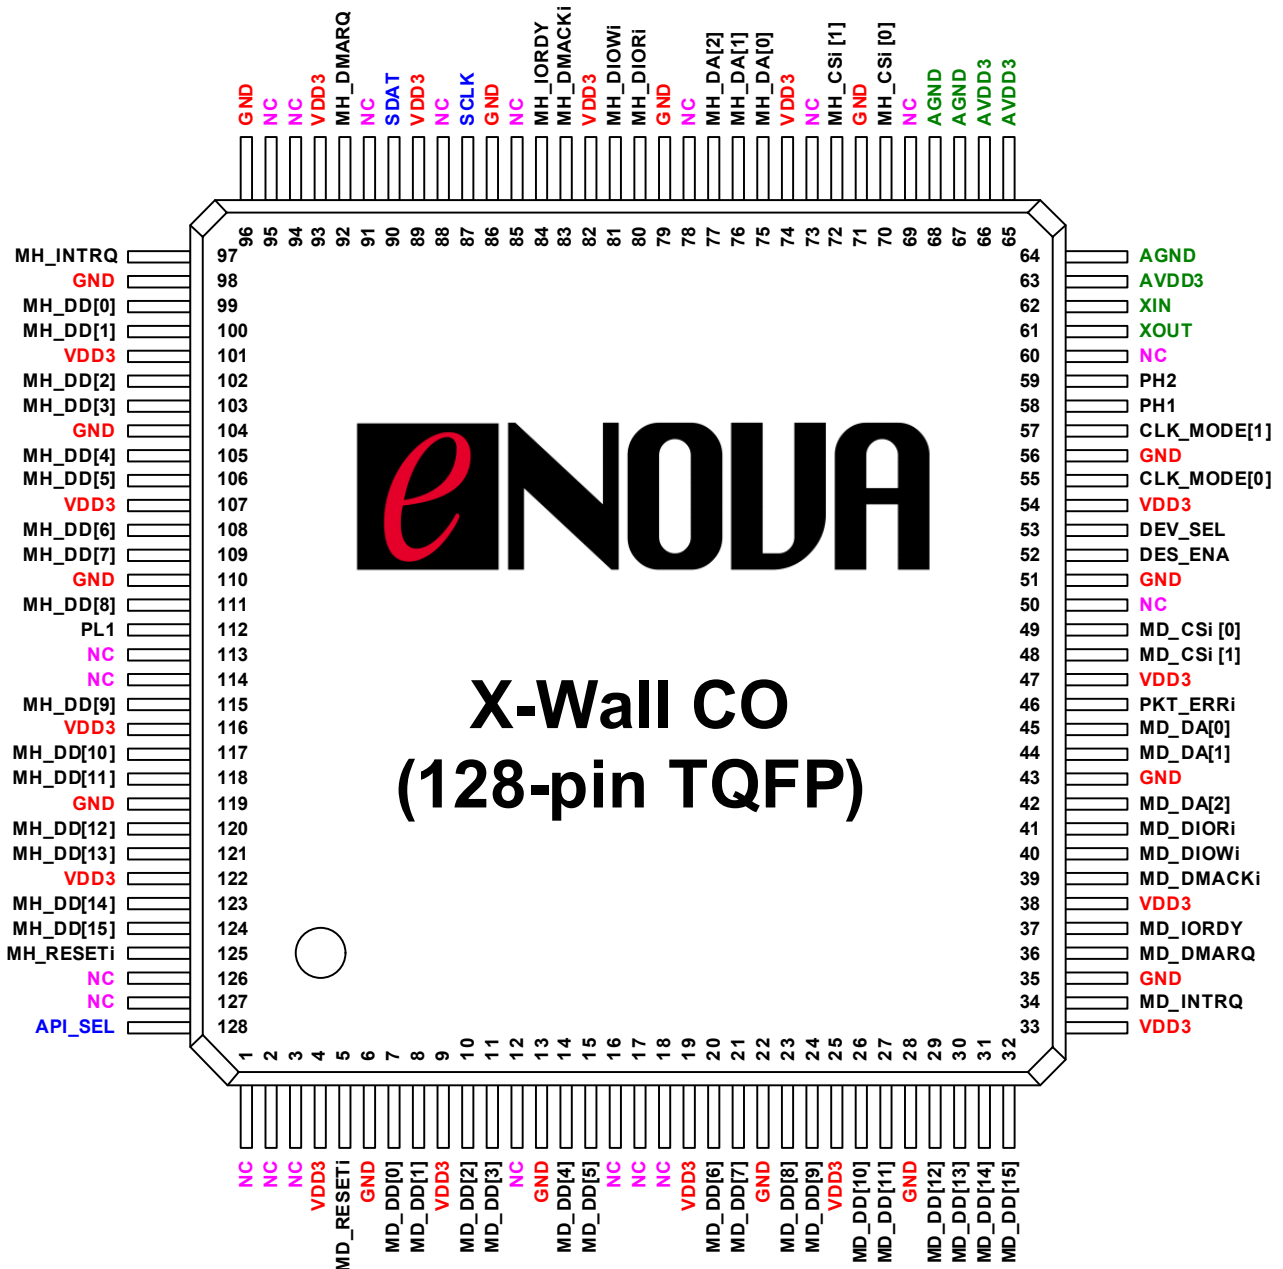 GND NC NC VDD3 MH_DMARQ NC SDAT VDD3 NC SCLK GND NC MH_IORDY MH_DMACKi VDD3 MH_DIOWi MH_DIORi GND NC MH_DA[2] MH_DA[1] MH_DA[0] VDD3 NC MH_CSi [1] GND MH_CSi [0] NC AGND AGND AVDD3 AVDD3
96 95 94 93 92 91 90 89 88 87 86 85 84 83 82 81 80 79 78 77 76 75 74 73 72 71 70 69 68 67 66 65
MH_INTRQ 97 64 AGND
GND 98 63 AVDD3
MH_DD[0] 99 62 XIN
MH_DD[1] 100 61 XOUT
VDD3 101 60 NC
MH_DD[2] 102 59 PH2
MH_DD[3] 103 58 PH1
GND 104 57 CLK_MODE[1]
MH_DD[4] 105 56 GND
MH_DD[5] 106 55 CLK_MODE[0]
VDD3 107 54 VDD3
MH_DD[6] 108 53 DEV_SEL
MH_DD[7] 109 52 DES_ENA
GND 110 51 GND
MH_DD[8] 111 50 NC
PL1 112 49 MD_CSi [0]
NC 113 48 MD_CSi [1]
NC 114 47 VDD3
MH_DD[9] 115 46 PKT_ERRi
VDD3 116 45 MD_DA[0]
MH_DD[10] 117 44 MD_DA[1]
MH_DD[11] 118 43 GND
GND 119 42 MD_DA[2]
MH_DD[12] 120 41 MD_DIORi
MH_DD[13] 121 40 MD_DIOWi
VDD3 122 39 MD_DMACKi
MH_DD[14] 123 38 VDD3
MH_DD[15] 124 37 MD_IORDY
MH_RESETi 125 36 MD_DMARQ
NC 126 35 GND
NC 127 34 MD_INTRQ
API_SEL 128 33 VDD3
eNOVA
X-Wall CO
(128-pin TQFP)
1 2 3 4 5 6 7 8 9 10 11 12 13 14 15 16 17 18 19 20 21 22 23 24 25 26 27 28 29 30 31 32
NC NC NC VDD3 MD_RESETi GND MD_DD[0] MD_DD[1] VDD3 MD_DD[2] MD_DD[3] NC GND MD_DD[4] MD_DD[5] NC NC NC VDD3 MD_DD[6] MD_DD[7] GND MD_DD[8] MD_DD[9] VDD3 MD_DD[10] MD_DD[11] GND MD_DD[12] MD_DD[13] MD_DD[14] MD_DD[15]